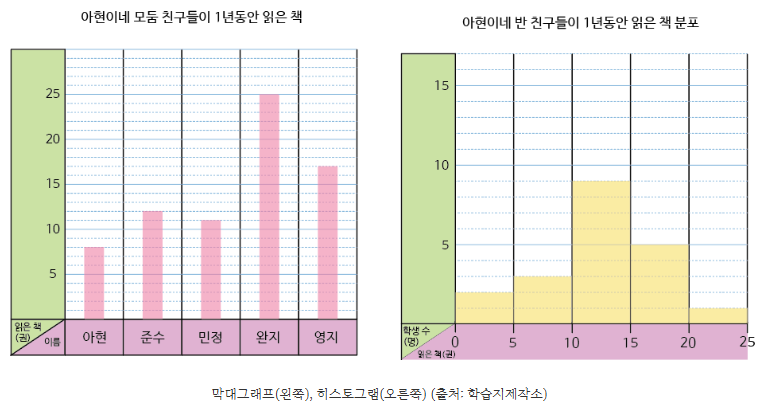 아현이네 모둠 친구들이 1년동안 읽은 책
25
20
15
10
5
읽은 책
(권)
이름
아현 준수 민정 완지 영지
아현이네 반 친구들이 1년동안 읽은 책 분포
15
10
5
학생 수
(명)
읽은 책(권)
0 5 10 15 20 25
막대그래프(왼쪽), 히스토그램(오른쪽) (출처: 학습지제작소)